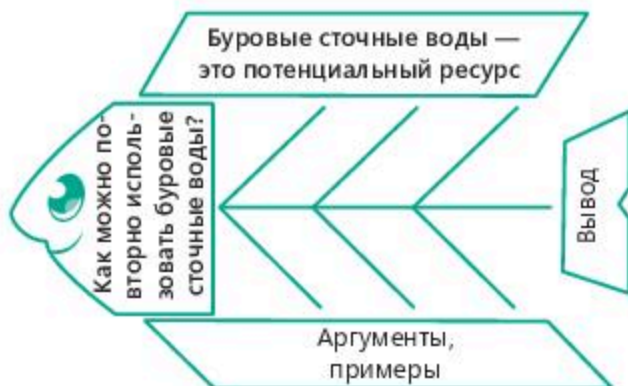 Буровые сточные воды —
это потенциальный ресурс
Как можно по-
вторно исполь-
зовать буровые
сточные воды?
Вывод
Аргументы,
примеры